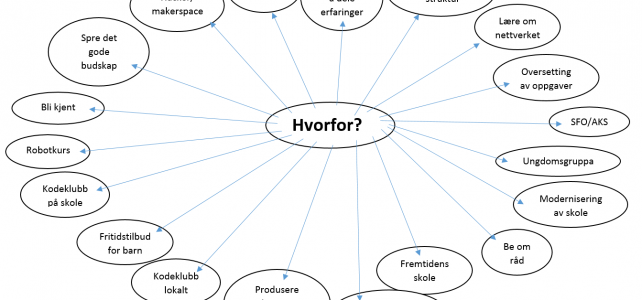 makerspace
å dele
erfaringer
struktur
Lære om
nettverket
Spre det
gode
budskap
Oversetting
av oppgaver
Bli kjent
Hvorfor?
SFO/AKS
Robotkurs
Ungdomsgruppa
Kodeklubb
på skole
Modernisering
av skole
Fritidstilbud
for barn
Be om
råd
Kodeklubb
lokalt
Fremtidens
skole
Produsere